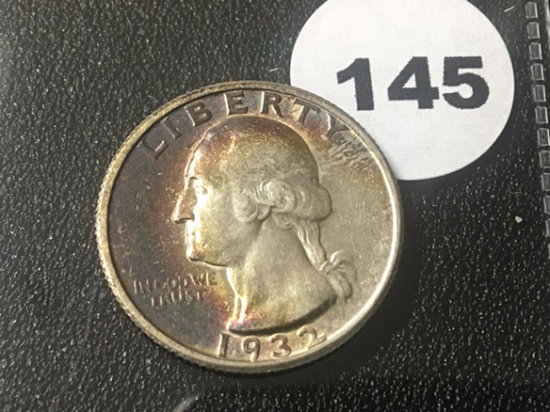 145
LIBERTY
IN GOD WE
TRUST
1932